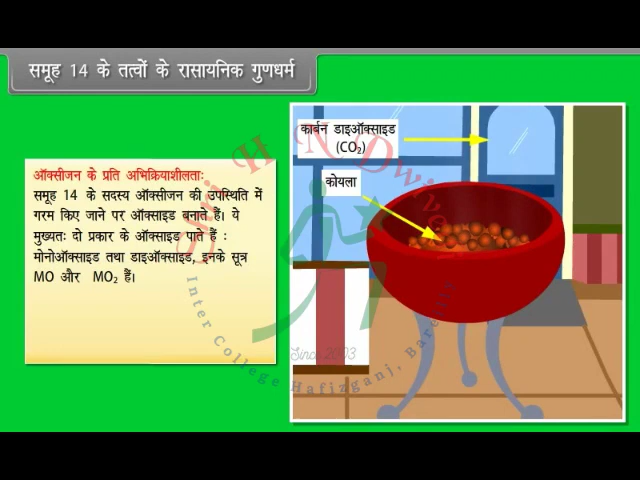 समूह 14 के तत्वों के रासायनिक गुणधर्म
ऑक्सीजन के प्रति अभिक्रियाशीलताः
समूह 14 के सदस्य ऑक्सीजन की उपस्थिति में
गरम किए जाने पर ऑक्साइड बनाते हैं। ये
मुख्यतः दो प्रकार के ऑक्साइड पाते हैं :
मोनोऑक्साइड तथा डाइऑक्साइड, इनके सूत्र
MO और MO₂ हैं।
कार्बन डाइऑक्साइड
(CO₂)
कोयला
Shri H N Dwivedi
Inter College Hafizganj, Bareilly
Since 2003